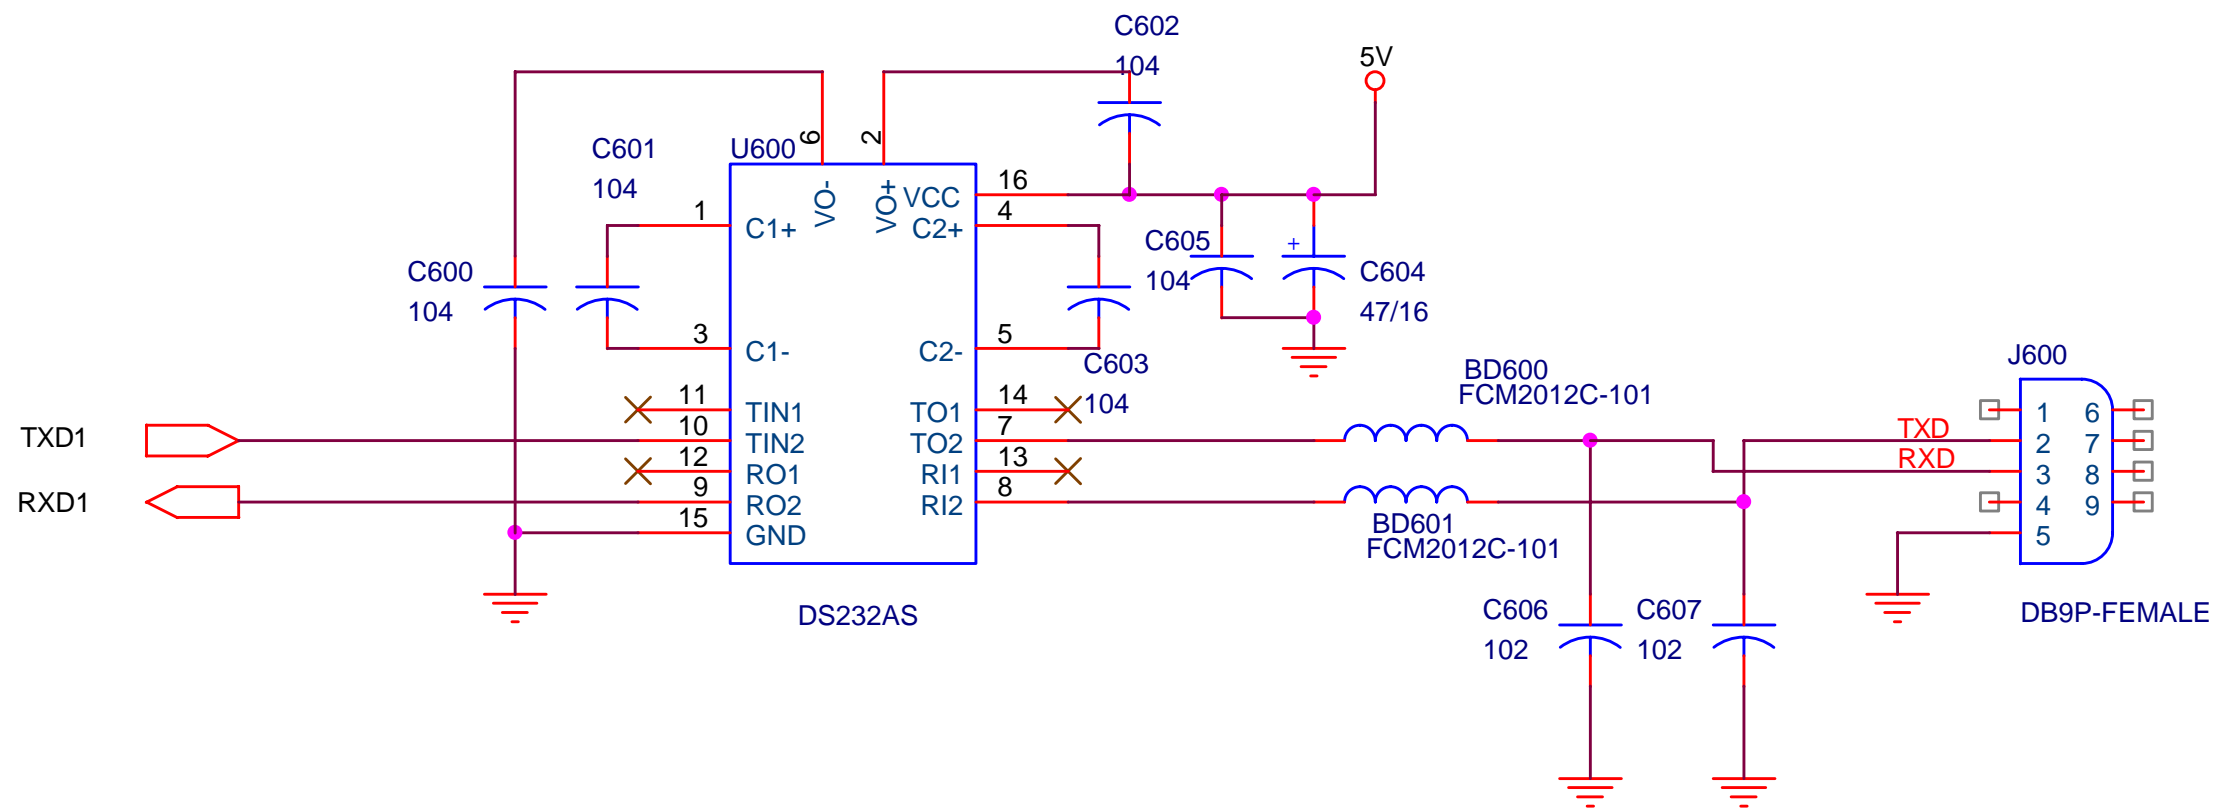 C602
104
5V
C601
104
U600
6
2
VO-
VO+
VCC
16
1
C1+
C2+
4
C605
104
+
C604
47/16
C600
104
3
C1-
C2-
5
C603
104
J600
BD600
FCM2012C-101
11
TIN1
TO1
14
1
6
TXD1
10
TIN2
TO2
7
TXD
2
7
12
RO1
RI1
13
RXD
3
8
RXD1
9
RO2
RI2
8
4
9
15
GND
BD601
FCM2012C-101
5
DS232AS
C606
102
C607
102
DB9P-FEMALE